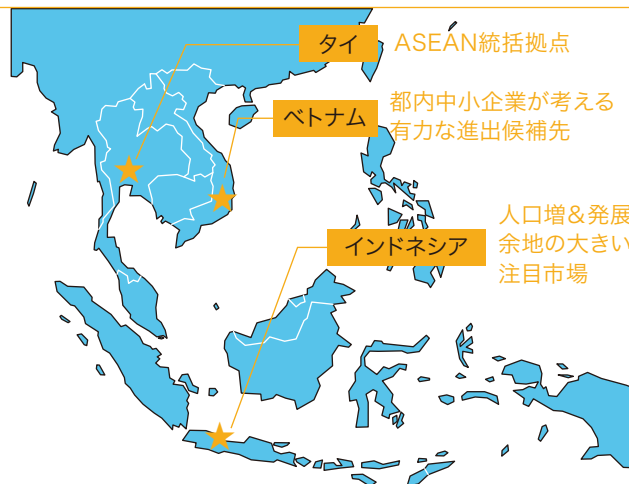 タイ
ASEAN統括拠点
ベトナム
都内中小企業が考える
有力な進出候補先
インドネシア
人口増&発展
余地の大きい
注目市場